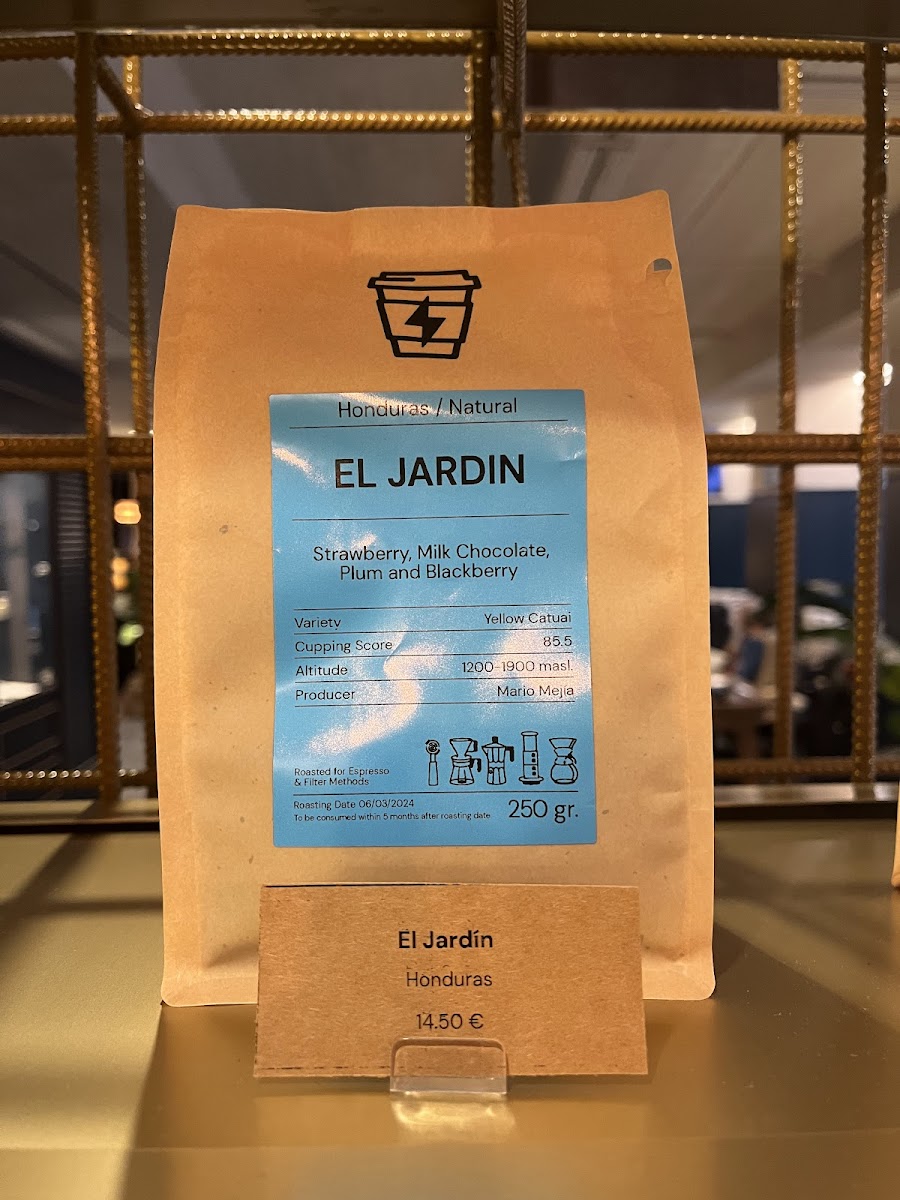 Honduras / Natural
EL JARDIN
Strawberry, Milk Chocolate,
Plum and Blackberry
Variety Yellow Catuai
Cupping Score 85.5
Altitude 1200-1900 masl.
Producer Mario Mejía
Roasted for Espresso
& Filter Methods
Roasting Date 06/03/2024
To be consumed within 5 months after roasting date.
250 gr.
El Jardín
Honduras
14.50 €